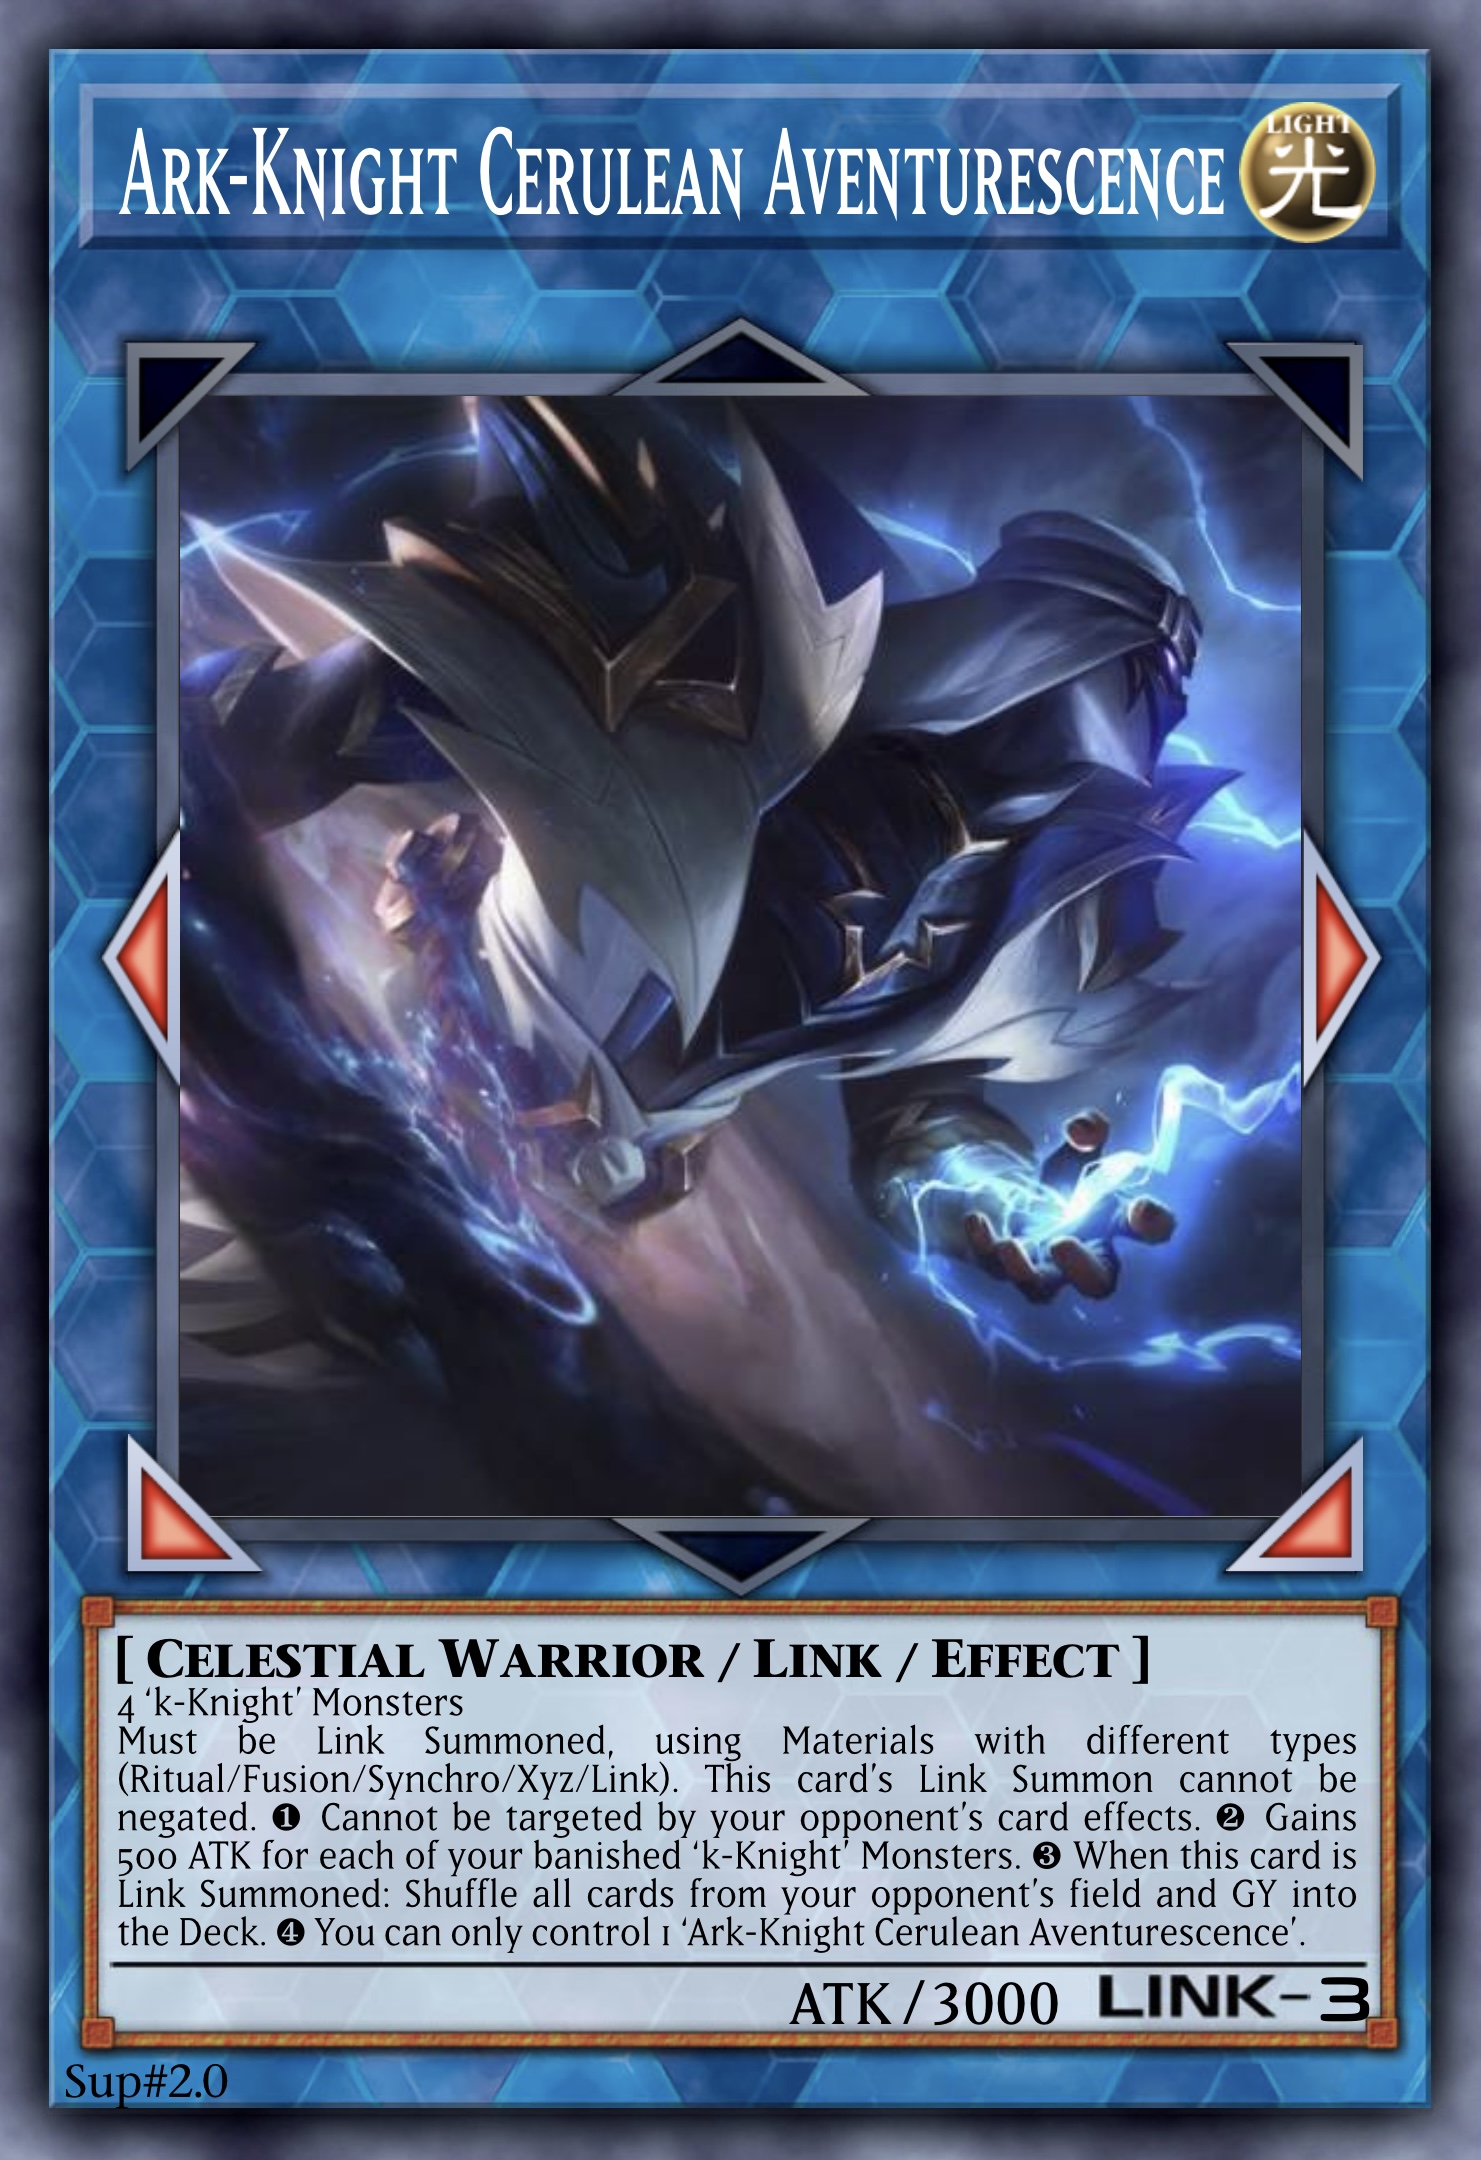 Ark-Knight Cerulean Aventurescence
LIGHT
光
[ Celestial Warrior / Link / Effect ]
4 ‘k-Knight’ Monsters
Must be Link Summoned, using Materials with different types
(Ritual/Fusion/Synchro/Xyz/Link). This card's Link Summon cannot be
negated. ❶ Cannot be targeted by your opponent's card effects. ❷ Gains
500 ATK for each of your banished ‘k-Knight’ Monsters. ❸ When this card is
Link Summoned: Shuffle all cards from your opponent's field and GY into
the Deck. ❹ You can only control 1 ‘Ark-Knight Cerulean Aventurescence’.
ATK/3000 LINK-3
Sup#2.0